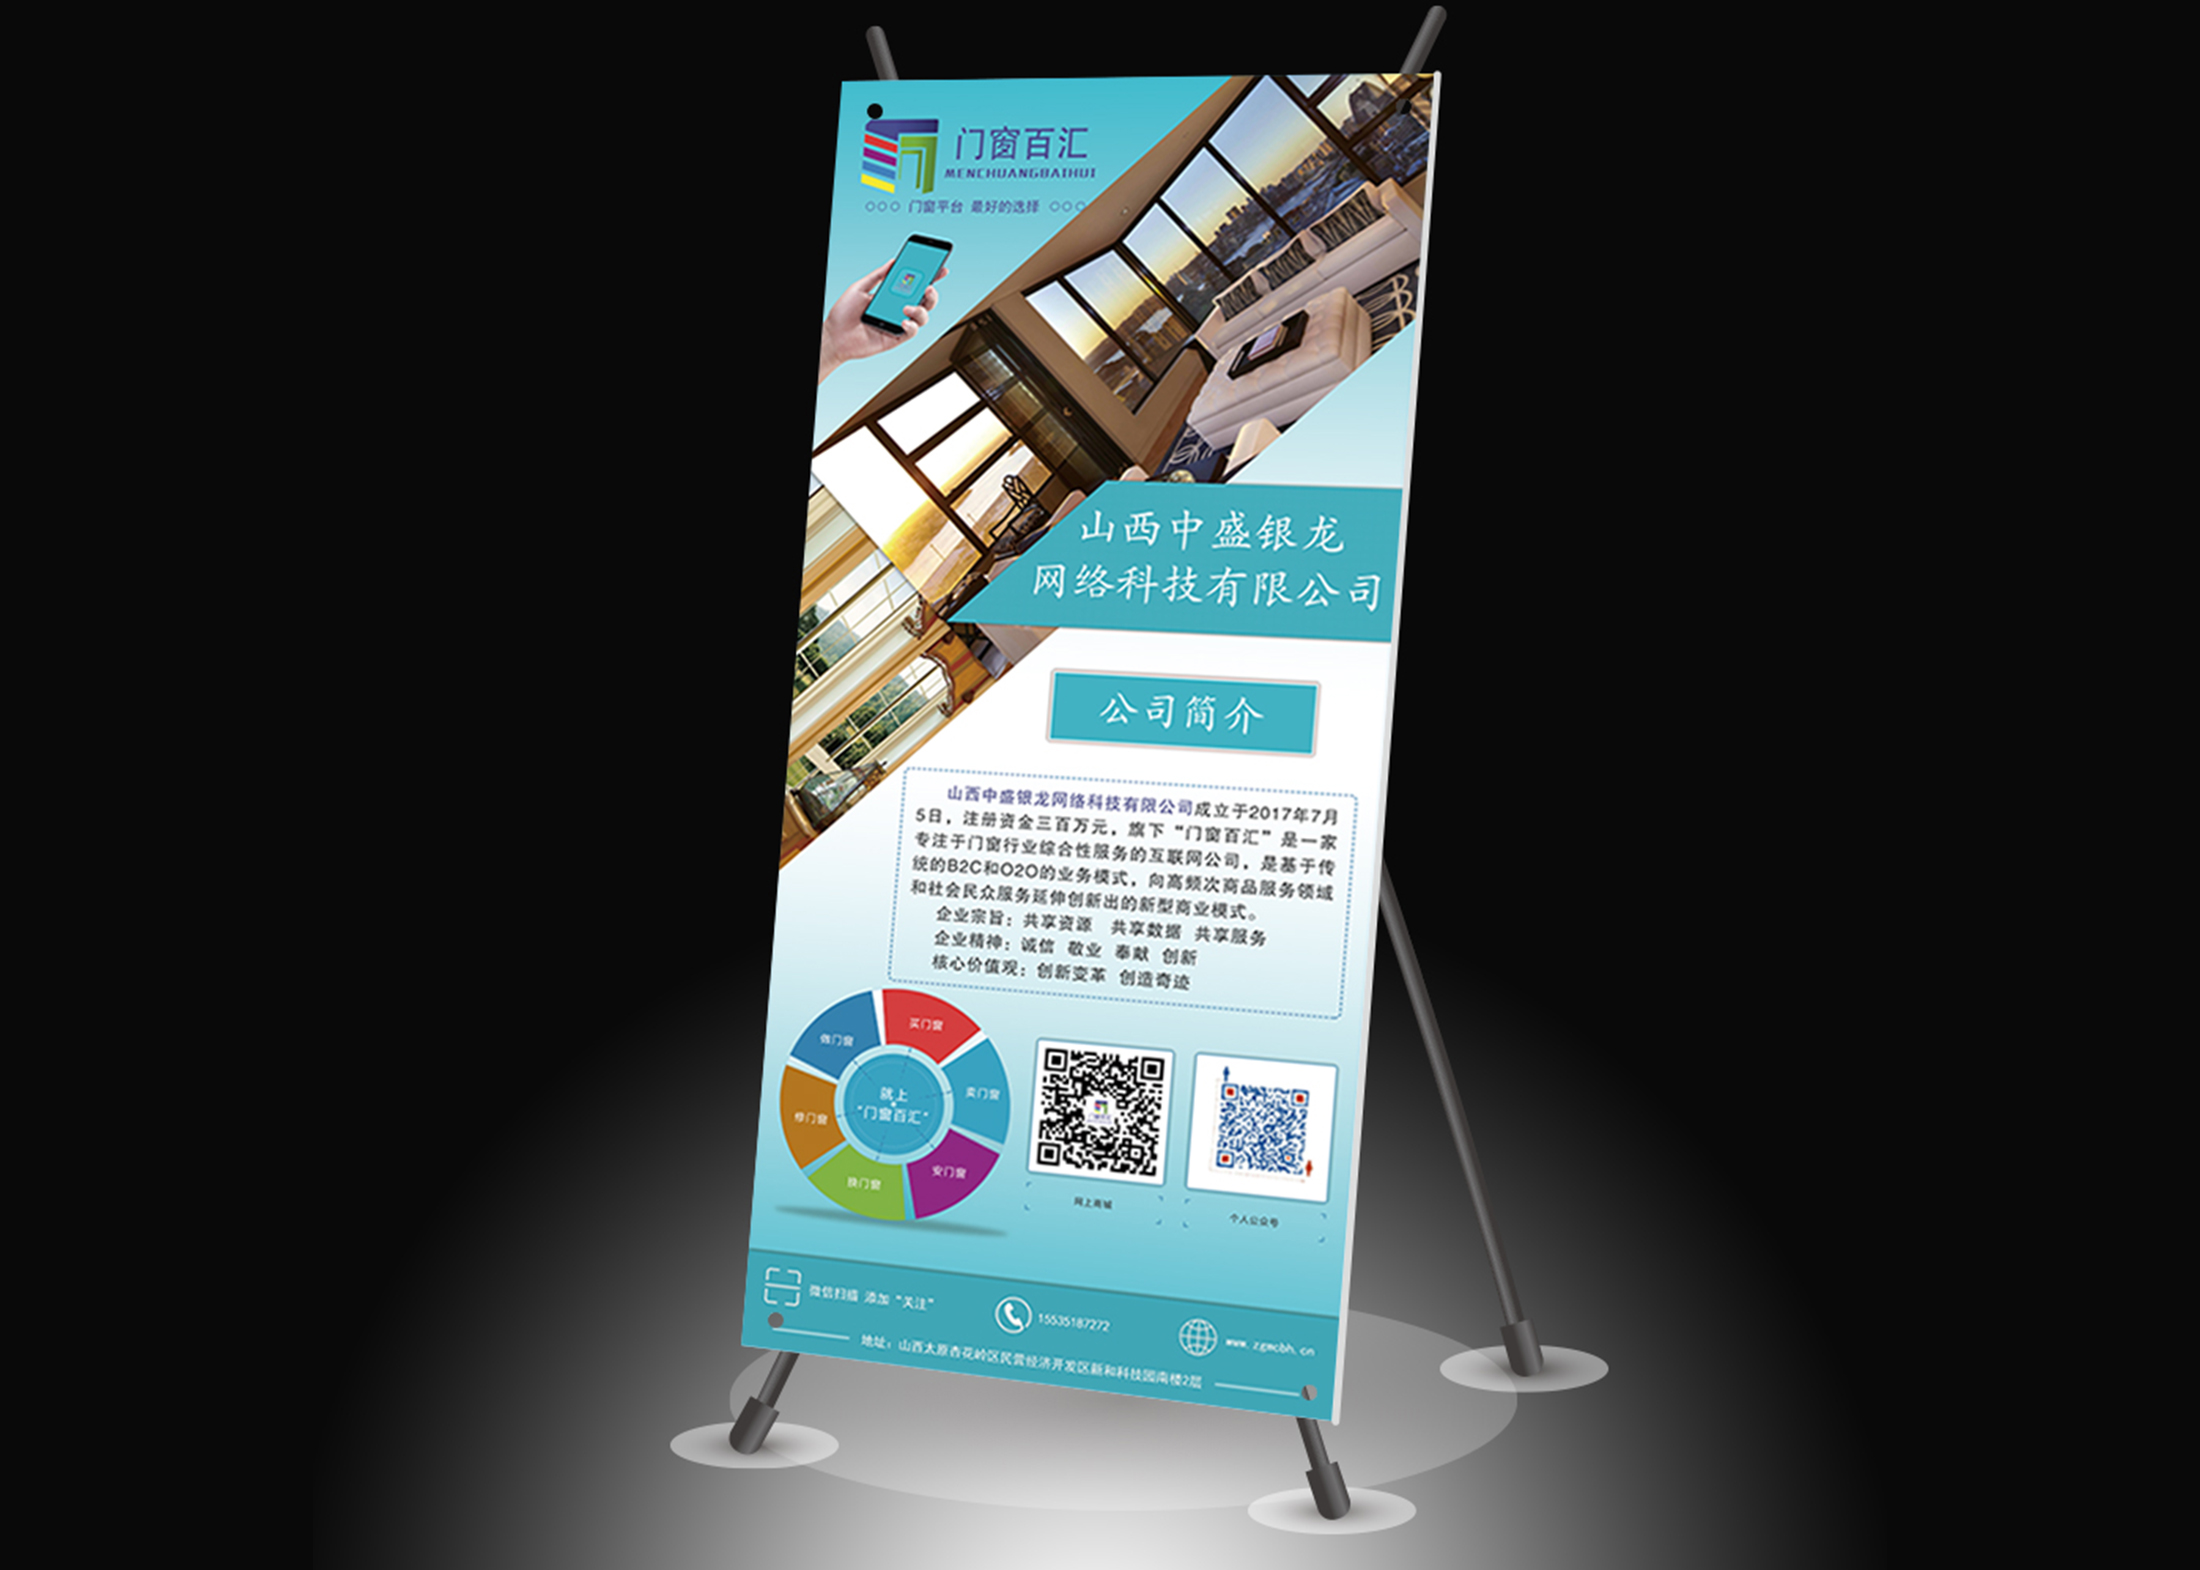 门窗百汇
MENCHUANGBAIHUI
门窗平台 最好的选择
山西中盛银龙
网络科技有限公司
公司简介
山西中盛银龙网络科技有限公司成立于2017年7月
5日，注册资金三百万元，旗下“门窗百汇”是一家
专注于门窗行业综合性服务的互联网公司，是基于传
统的B2C和O2O的业务模式，向高频次商品服务领域
和社会民众服务延伸创新出的新型商业模式。
企业宗旨：共享资源 共享数据 共享服务
企业精神：诚信 敬业 奉献 创新
核心价值观：创新变革 创造奇迹
买门窗
做门窗
卖门窗
就上
“门窗百汇”
修门窗
安门窗
换门窗
网上商城
个人公众号
微信扫描 添加“关注”
15535187272
www.zgmcbh.cn
地址：山西太原杏花岭区民营经济开发区新和科技园南楼2层